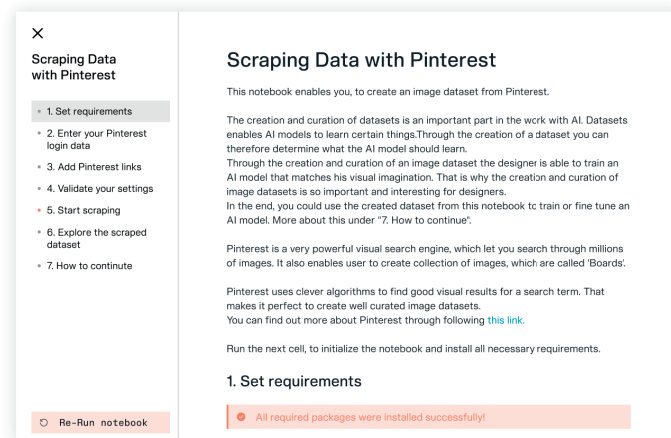 Scraping Data
with Pinterest
1. Set requirements
2. Enter your Pinterest
login data
3. Add Pinterest links
4. Validate your settings
5. Start scraping
6. Explore the scraped
dataset
7. How to continute
Re-Run notebook
Scraping Data with Pinterest
This notebook enables you, to create an image dataset from Pinterest.
The creation and curation of datasets is an important part in the work with AI. Datasets
enables AI models to learn certain things.Through the creation of a dataset you can
therefore determine what the AI model should learn.
Through the creation and curation of an image dataset the designer is able to train an
AI model that matches his visual imagination. That is why the creation and curation of
image datasets is so important and interesting for designers.
In the end, you could use the created dataset from this notebook to train or fine tune an
AI model. More about this under "7. How to continue".
Pinterest is a very powerful visual search engine, which let you search through millions
of images. It also enables user to create collection of images, which are called 'Boards'.
Pinterest uses clever algorithms to find good visual results for a search term. That
makes it perfect to create well curated image datasets.
You can find out more about Pinterest through following this link.
Run the next cell, to initialize the notebook and install all necessary requirements.
1. Set requirements
All required packages were installed successfully!